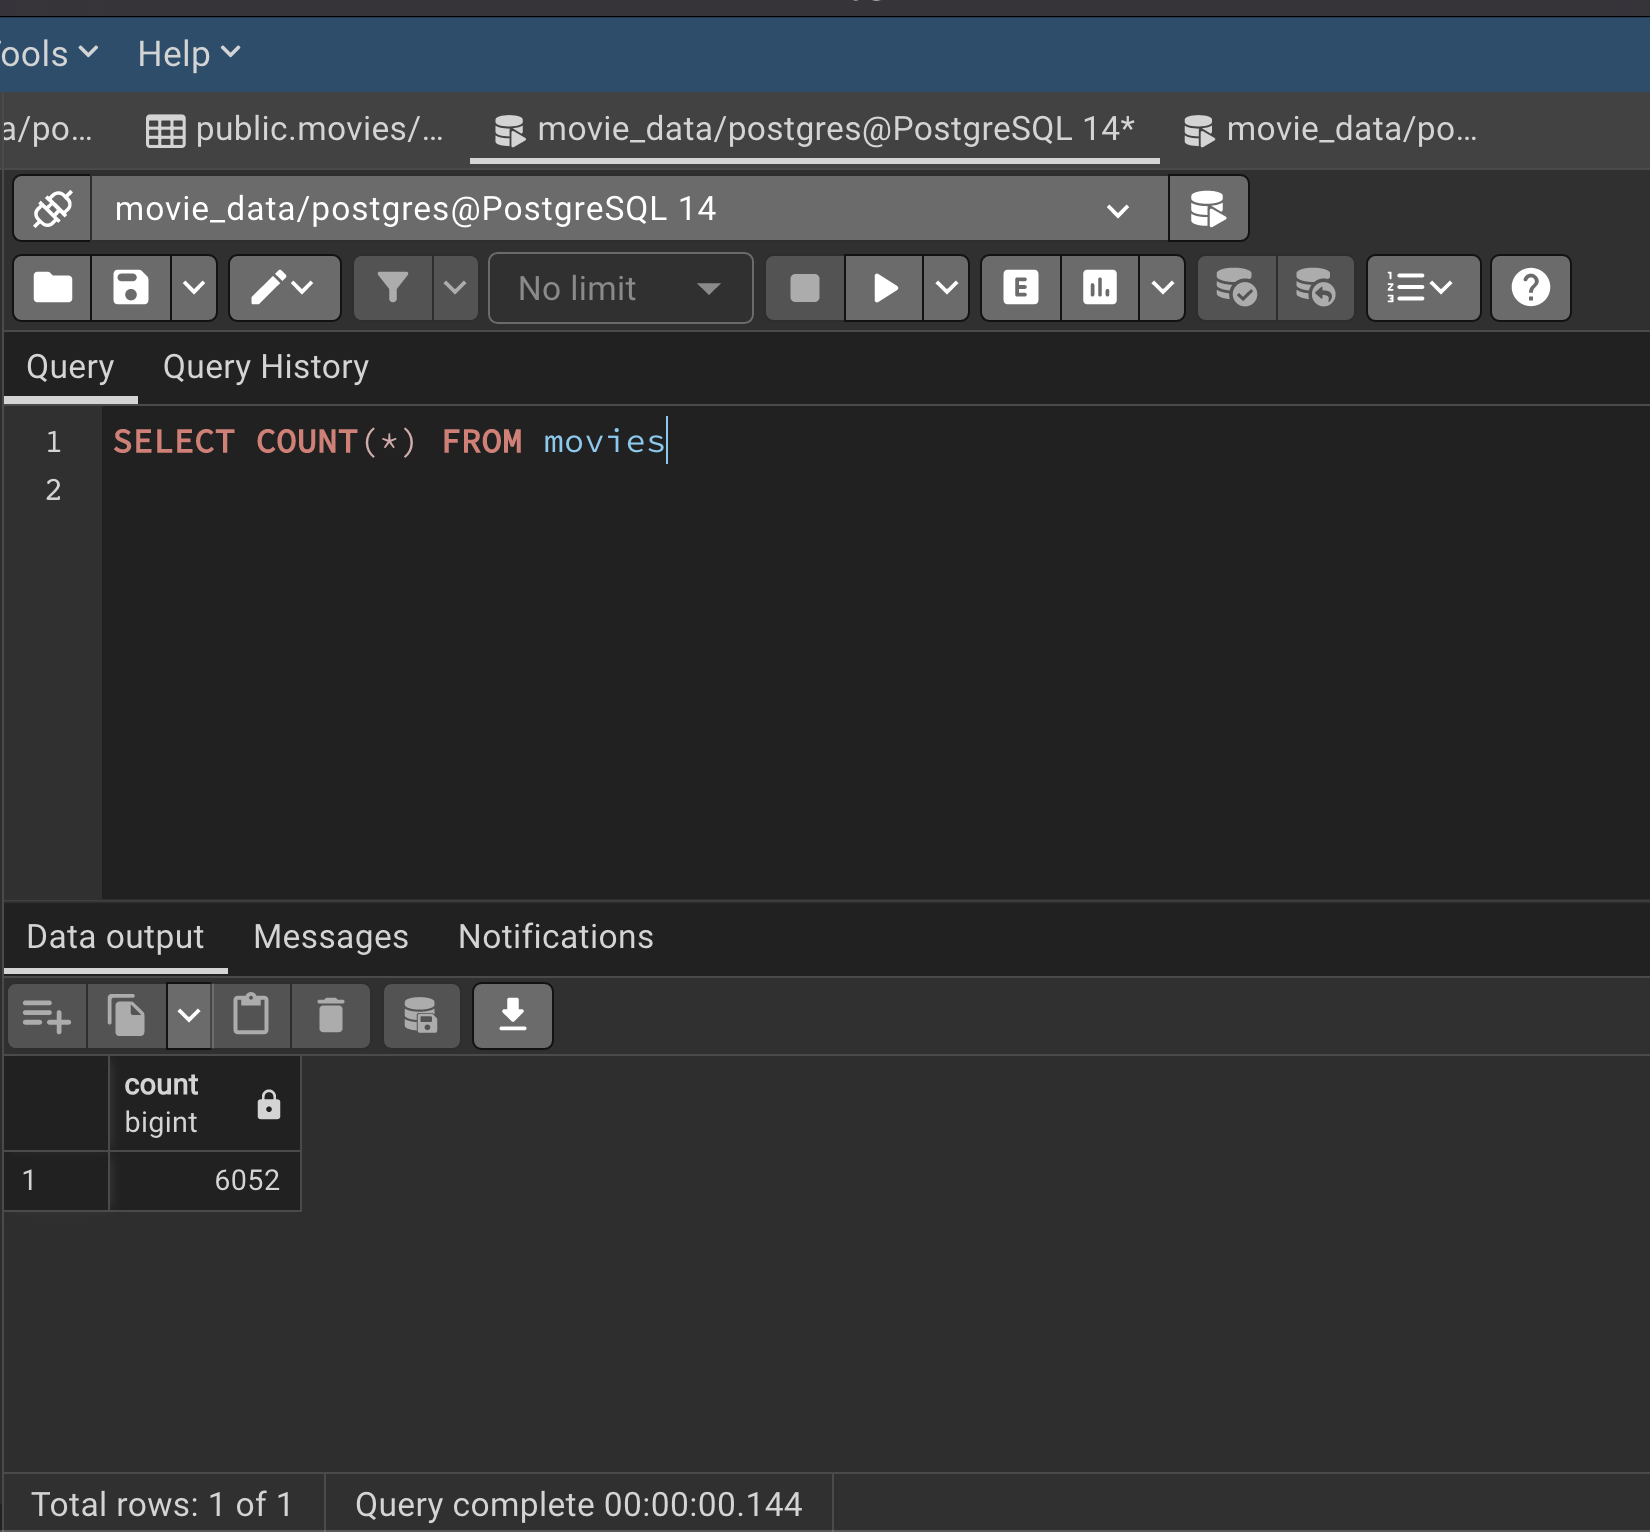 ools Help
a/po... public.movies/... movie_data/postgres@PostgreSQL 14* movie_data/po...
movie_data/postgres@PostgreSQL 14
No limit E
Query Query History
1 SELECT COUNT(*) FROM movies
2
Data output Messages Notifications
count
bigint
1 6052
Total rows: 1 of 1 Query complete 00:00:00.144